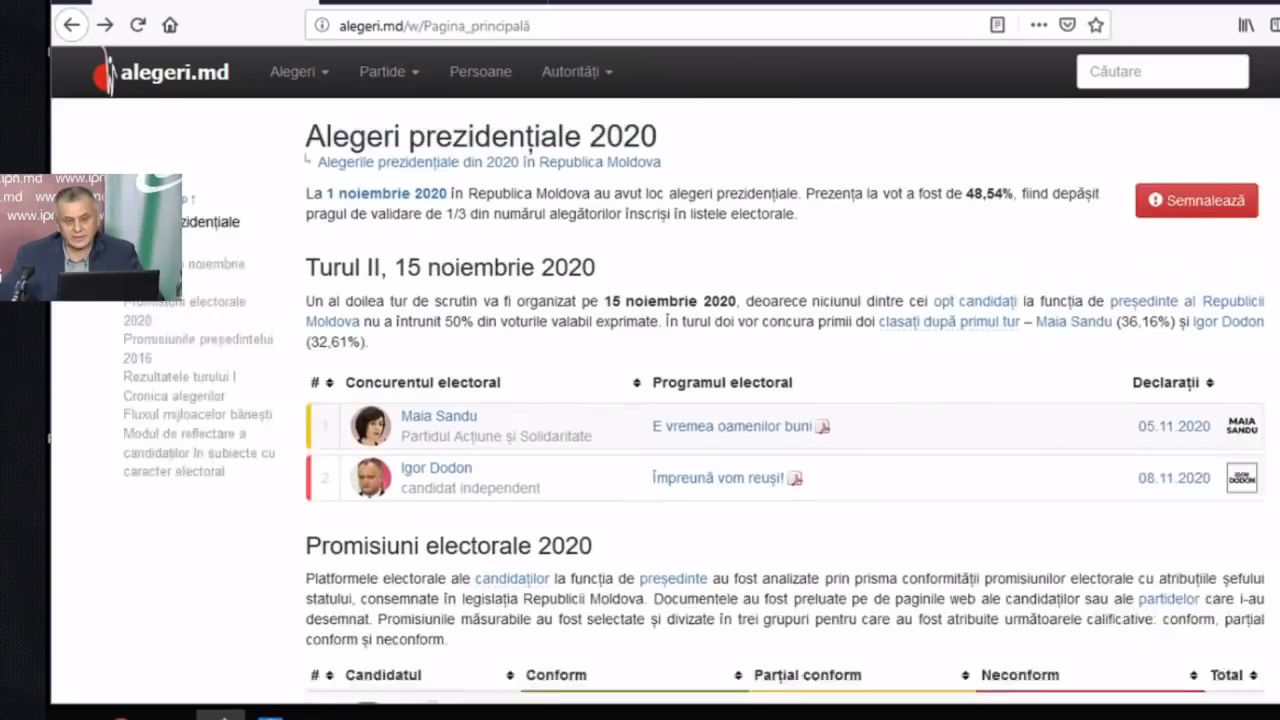 alegeri.md/w/Pagina_principală
alegeri.md
Alegeri
Partide
Persoane
Autorități
Căutare
Alegeri prezidențiale 2020
Alegerile prezidențiale din 2020 în Republica Moldova
La 1 noiembrie 2020 în Republica Moldova au avut loc alegeri prezidențiale. Prezența la vot a fost de 48,54%, fiind depășit
pragul de validare de 1/3 din numărul alegătorilor înscriși în listele electorale.
Semnalează
www.ipn.md
zidențiale
noiembrie
Promisiuni electorale
2020
Promisiunile președintelui
2016
Rezultatele turului I
Cronica alegerilor
Fluxul mijloacelor bănești
Modul de reflectare a
candidaților în subiecte cu
caracter electoral
Turul II, 15 noiembrie 2020
Un al doilea tur de scrutin va fi organizat pe 15 noiembrie 2020, deoarece niciunul dintre cei opt candidați la funcția de președinte al Republicii
Moldova nu a întrunit 50% din voturile valabil exprimate. În turul doi vor concura primii doi clasați după primul tur – Maia Sandu (36,16%) și Igor Dodon
(32,61%).
# Concurentul electoral Programul electoral Declarații
1 Maia Sandu E vremea oamenilor buni 05.11.2020 MAIA SANDU
Partidul Acțiune și Solidaritate
2 Igor Dodon Împreună vom reuși! 08.11.2020 IGOR DODON
candidat independent
Promisiuni electorale 2020
Platformele electorale ale candidaților la funcția de președinte au fost analizate prin prisma conformității promisiunilor electorale cu atribuțiile șefului
statului, consemnate în legislația Republicii Moldova. Documentele au fost preluate pe de paginile web ale candidaților sau ale partidelor care i-au
desemnat. Promisiunile măsurabile au fost selectate și divizate în trei grupuri pentru care au fost atribuite următoarele calificative: conform, parțial
conform și neconform.
# Candidatul Conform Parțial conform Neconform Total